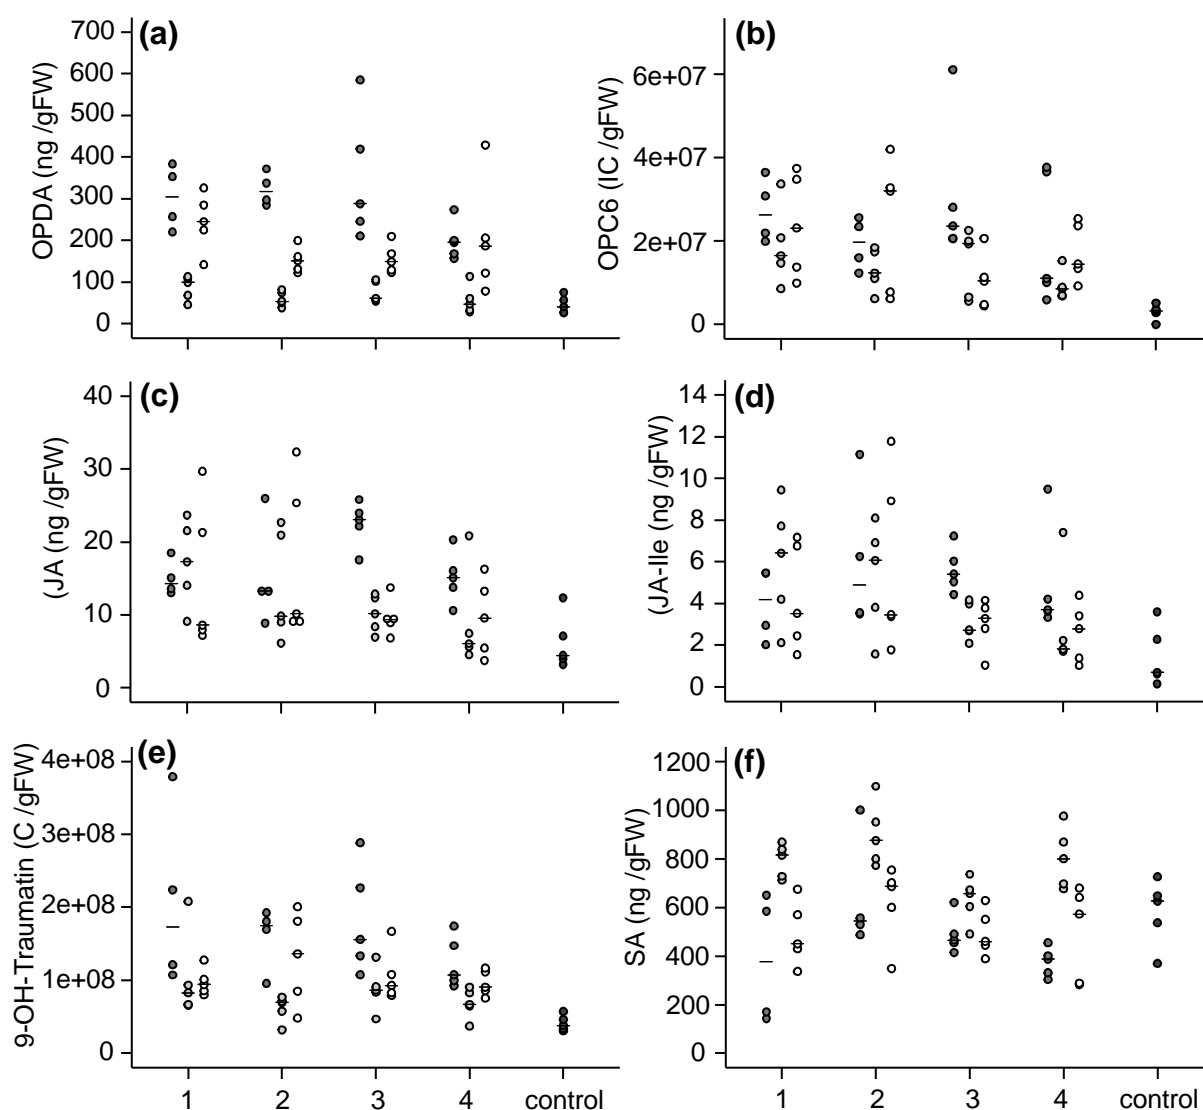 (a)
OPDA (ng /gFW)
700
600
500
400
300
200
100
0
(b)
OPC6 (IC /gFW)
6e+07
4e+07
2e+07
0
(c)
(JA (ng /gFW)
40
30
20
10
0
(d)
(JA-Ile (ng /gFW)
14
12
10
8
6
4
2
0
(e)
9-OH-Traumatin (C /gFW)
4e+08
3e+08
2e+08
1e+08
0
1 2 3 4 control
(f)
SA (ng /gFW)
1200
1000
800
600
400
200
0
1 2 3 4 control